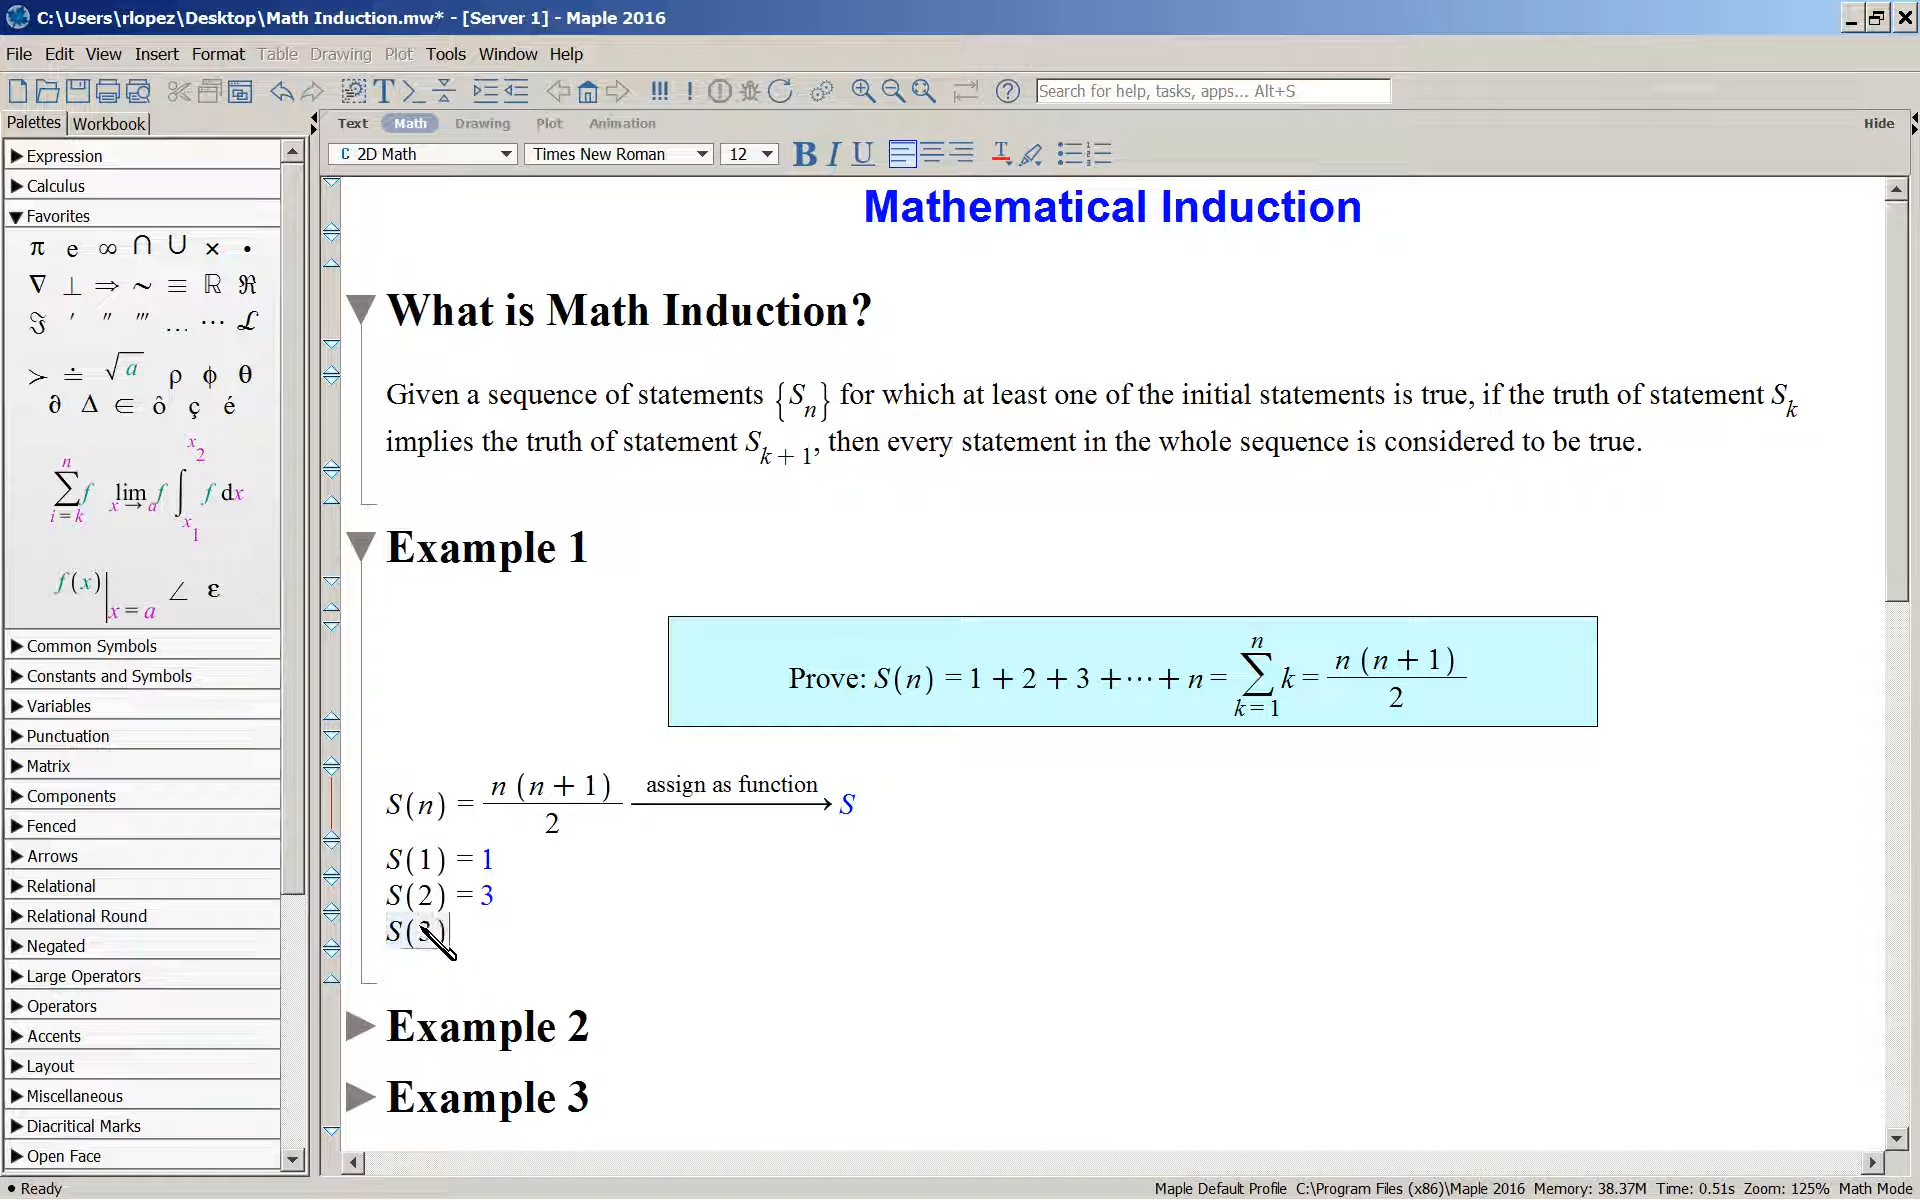 C:\Users\rlopez\Desktop\Math Induction.mw* - [Server 1] - Maple 2016
File Edit View Insert Format Table Drawing Plot Tools Window Help
Search for help, tasks, apps... Alt+S
Palettes Workbook
Text Math Drawing Plot Animation Hide
C 2D Math Times New Roman 12 B I U
Expression
Calculus
Favorites
π e ∞ ∩ ∪ × •
∇ ⊥ ⇒ ~ ≡ ℝ ℜ
ℑ ′ ″ ‴ … ⋯ ℒ
≻ ≐ √a ρ ϕ θ
∂ Δ ∈ ô ç é
∑_{i=k}^{n} f lim_{x→a} f ∫_{x_1}^{x_2} f dx
f(x)|_{x=a} ∠ ε
Common Symbols
Constants and Symbols
Variables
Punctuation
Matrix
Components
Fenced
Arrows
Relational
Relational Round
Negated
Large Operators
Operators
Accents
Layout
Miscellaneous
Diacritical Marks
Open Face
Mathematical Induction
What is Math Induction?
Given a sequence of statements {S_n} for which at least one of the initial statements is true, if the truth of statement S_k
implies the truth of statement S_{k+1}, then every statement in the whole sequence is considered to be true.
Example 1
Prove: S(n) = 1 + 2 + 3 + ⋯ + n = ∑_{k=1}^{n} k = n (n + 1) / 2
S(n) = n (n + 1) / 2 assign as function → S
S(1) = 1
S(2) = 3
S(3)
Example 2
Example 3
• Ready
Maple Default Profile C:\Program Files (x86)\Maple 2016 Memory: 38.37M Time: 0.51s Zoom: 125% Math Mode